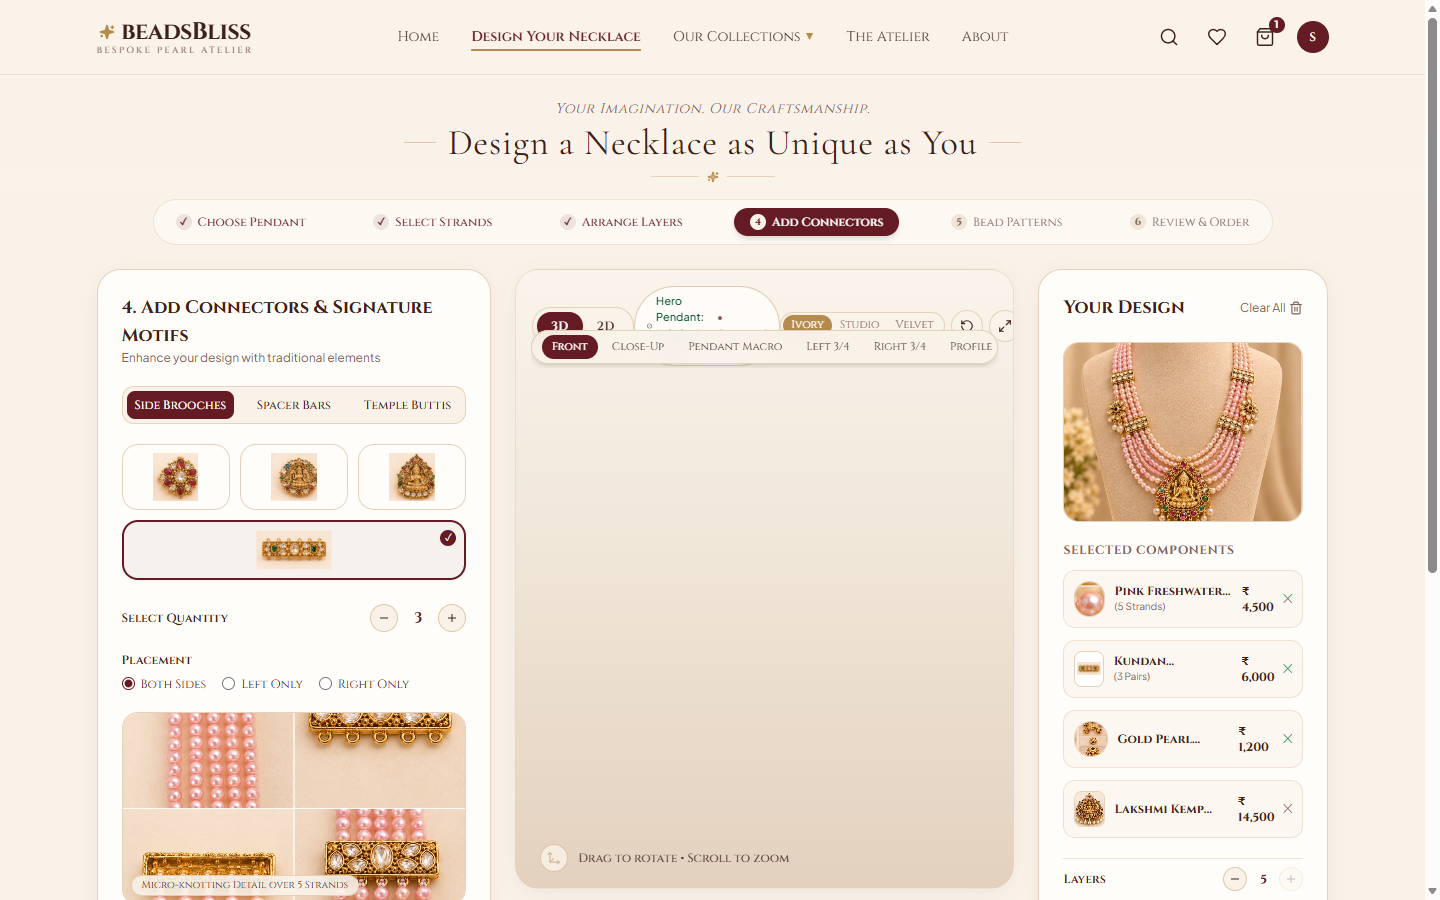 BEADSBLISS
BESPOKE PEARL ATELIER
HOME
DESIGN YOUR NECKLACE
OUR COLLECTIONS ▼
THE ATELIER
ABOUT
1
S
YOUR IMAGINATION. OUR CRAFTSMANSHIP.
Design a Necklace as Unique as You
✓ CHOOSE PENDANT
✓ SELECT STRANDS
✓ ARRANGE LAYERS
4 ADD CONNECTORS
5 BEAD PATTERNS
6 REVIEW & ORDER
4. ADD CONNECTORS & SIGNATURE
MOTIFS
Enhance your design with traditional elements
SIDE BROOCHES
SPACER BARS
TEMPLE BUTTIS
SELECT QUANTITY
− 3 +
PLACEMENT
BOTH SIDES
LEFT ONLY
RIGHT ONLY
MICRO-KNOTTING DETAIL OVER 5 STRANDS
3D
2D
Hero
Pendant:
IVORY
STUDIO
VELVET
FRONT
CLOSE-UP
PENDANT MACRO
LEFT 3/4
RIGHT 3/4
PROFILE
DRAG TO ROTATE • SCROLL TO ZOOM
YOUR DESIGN
Clear All
SELECTED COMPONENTS
PINK FRESHWATER...
(5 Strands)
₹
4,500
KUNDAN...
(3 Pairs)
₹
6,000
GOLD PEARL...
₹
1,200
LAKSHMI KEMP...
₹
14,500
LAYERS
− 5 +